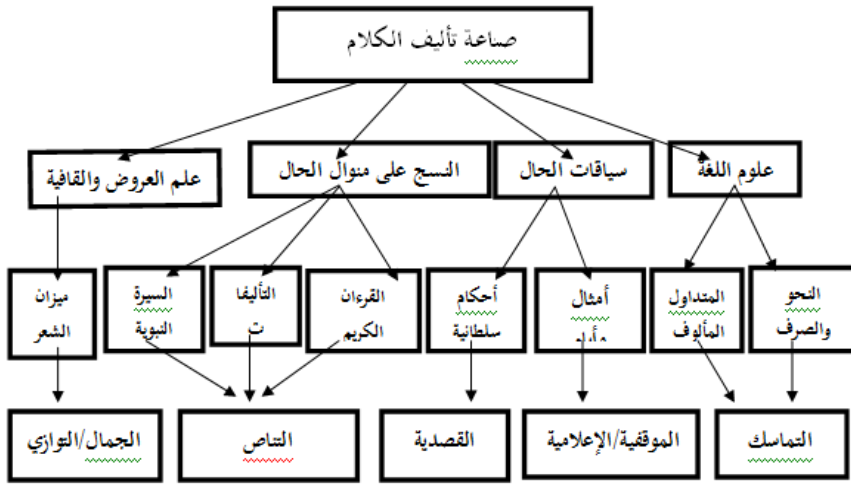 صناعة تأليف الكلام
علوم اللغة
سياقات الحال
النسج على منوال الحال
علم العروض والقافية
النحو
والصرف
المتداول
المألوف
أمثال
أحكام
سلطانية
القرءان
الكريم
التأليفا
ت
السيرة
النبوية
ميزان
الشعر
التماسك
الموقفية/الإعلامية
القصدية
التناص
الجمال/التوازي